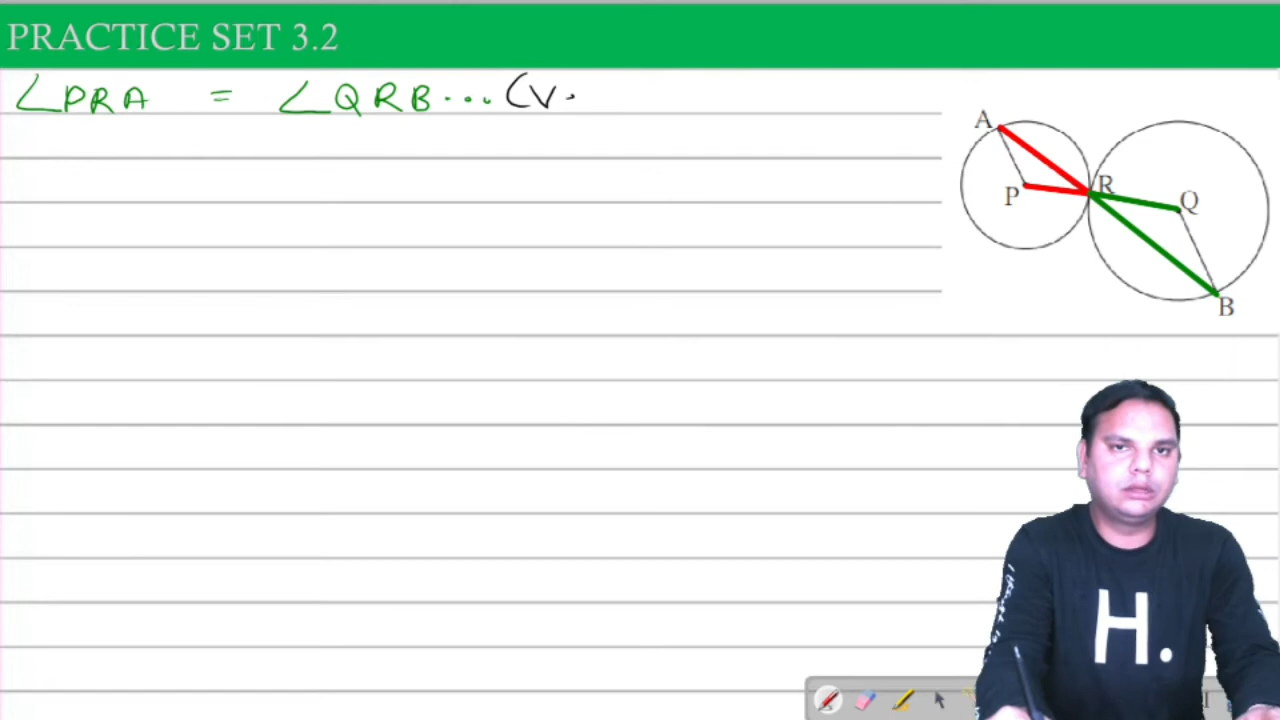 PRACTICE SET 3.2
∠PRA = ∠QRB... (V.
A
R
P
Q
B
H.